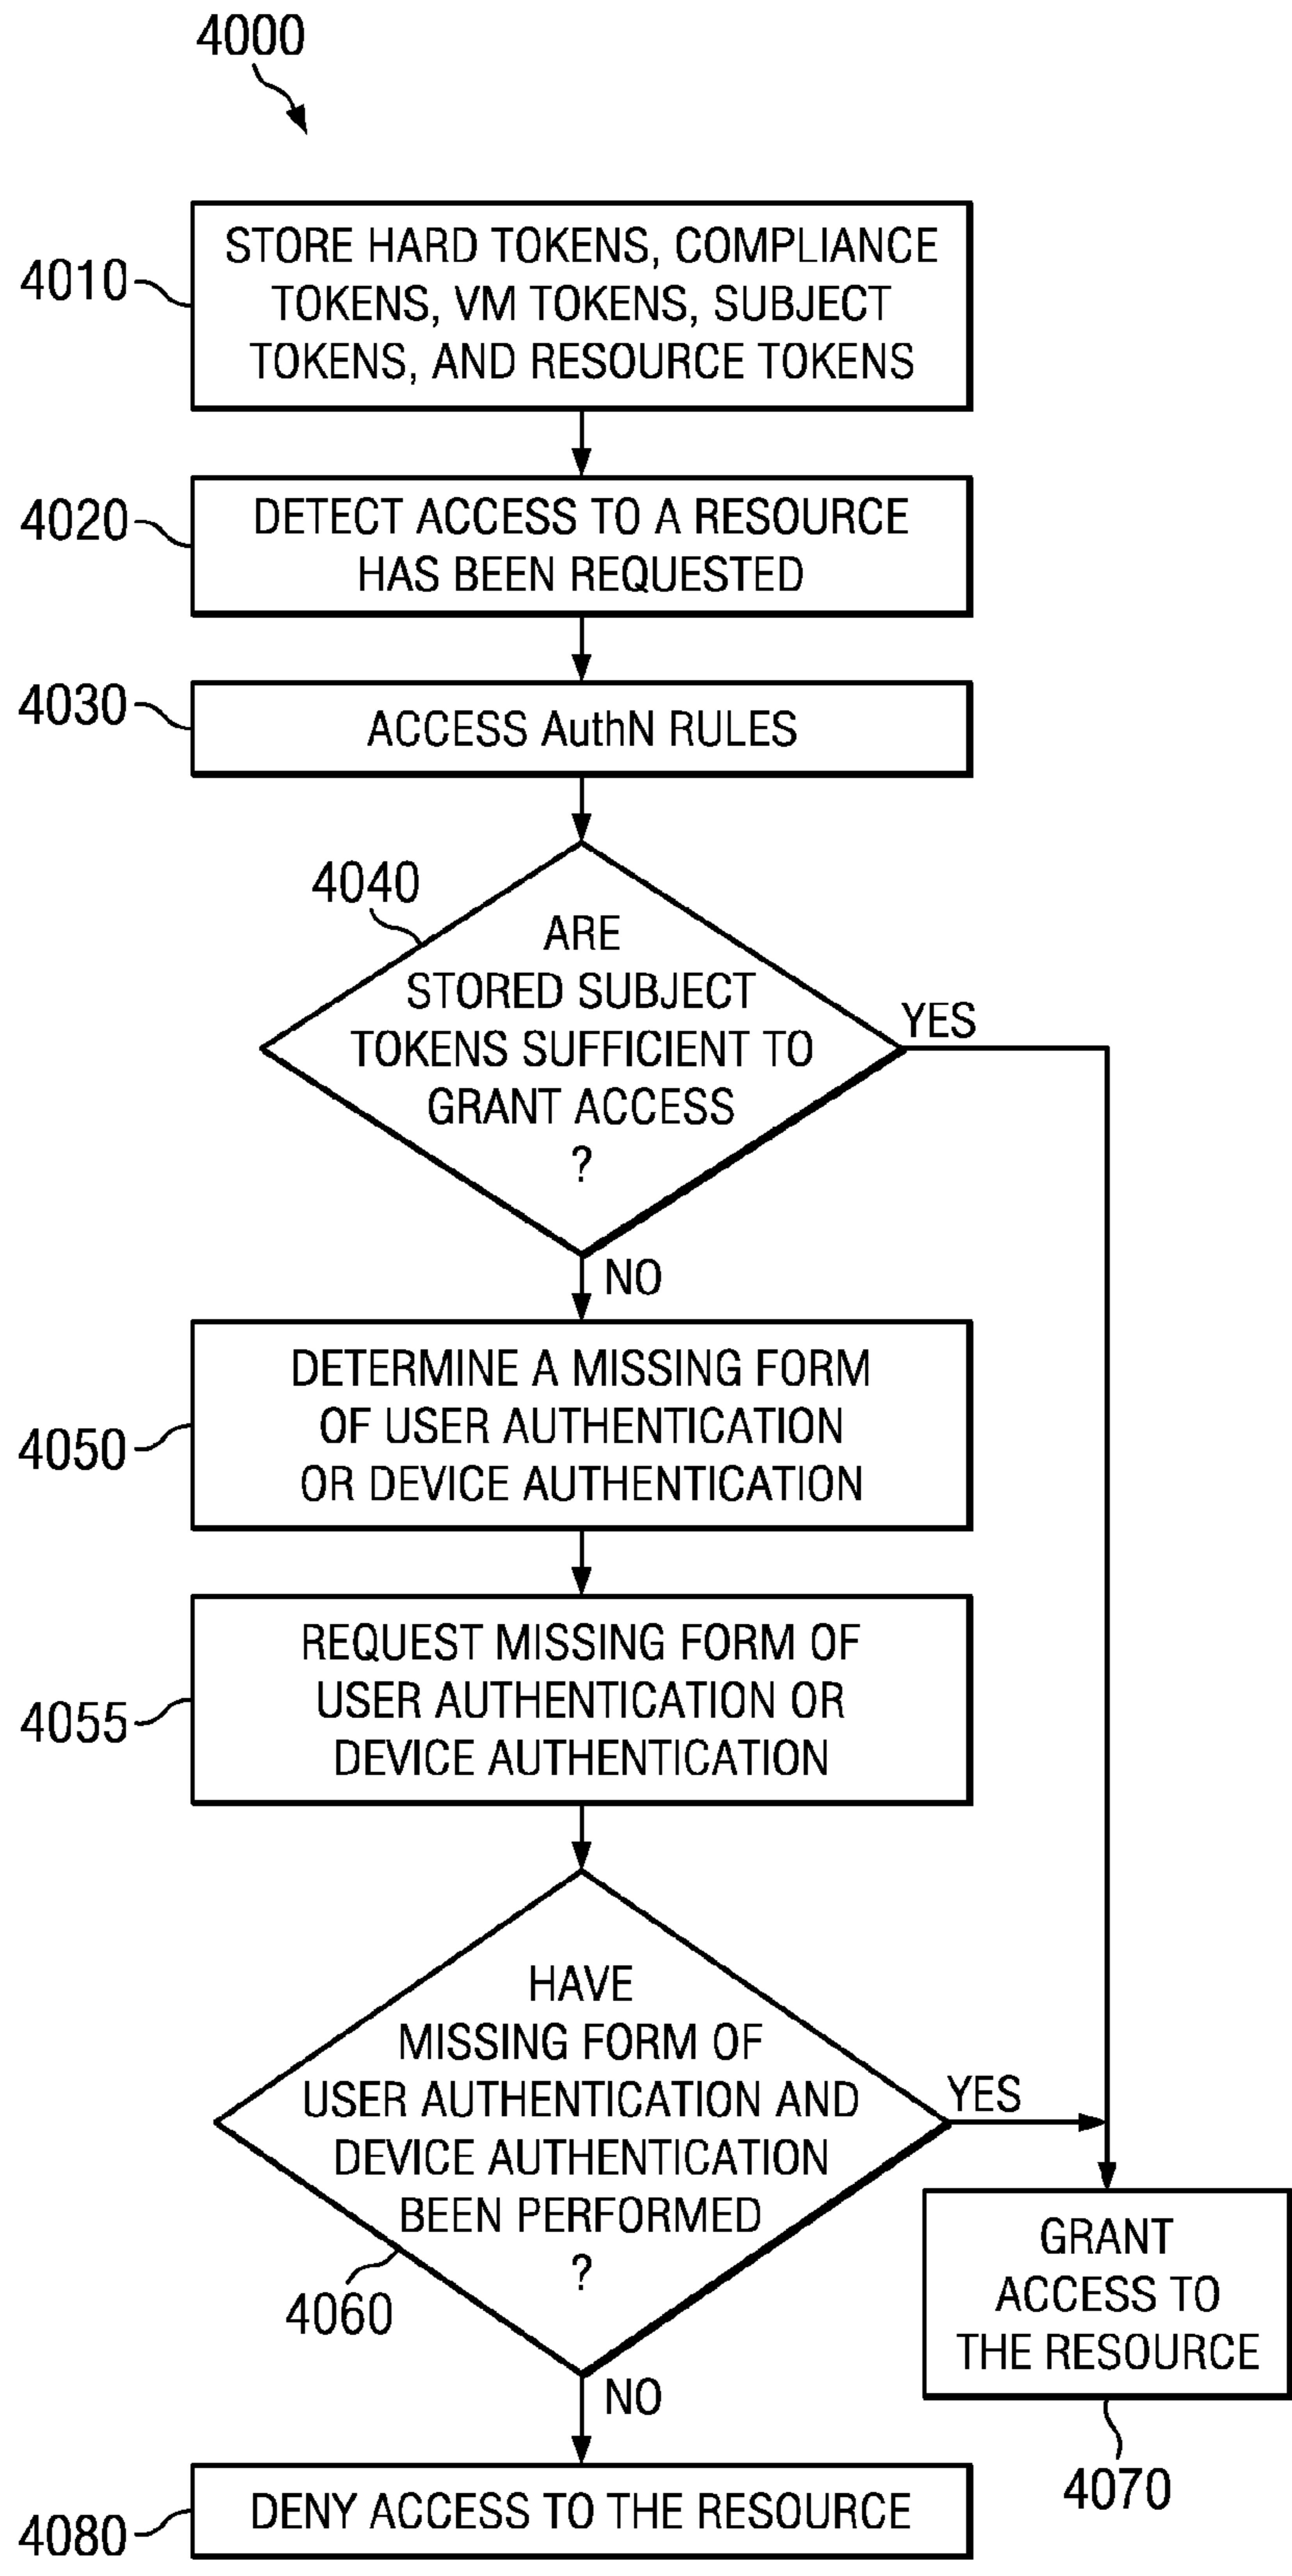 4000
4010
STORE HARD TOKENS, COMPLIANCE
TOKENS, VM TOKENS, SUBJECT
TOKENS, AND RESOURCE TOKENS
4020
DETECT ACCESS TO A RESOURCE
HAS BEEN REQUESTED
4030
ACCESS AuthN RULES
4040
ARE
STORED SUBJECT
TOKENS SUFFICIENT TO
GRANT ACCESS
?
YES
NO
4050
DETERMINE A MISSING FORM
OF USER AUTHENTICATION
OR DEVICE AUTHENTICATION
4055
REQUEST MISSING FORM OF
USER AUTHENTICATION OR
DEVICE AUTHENTICATION
HAVE
MISSING FORM OF
USER AUTHENTICATION AND
DEVICE AUTHENTICATION
BEEN PERFORMED
?
4060
YES
NO
GRANT
ACCESS TO
THE RESOURCE
4070
4080
DENY ACCESS TO THE RESOURCE